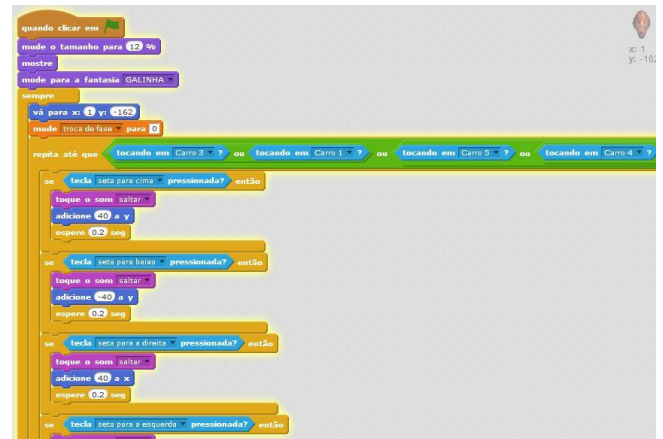 quando clicar em
mude o tamanho para 12 %
mostre
mude para a fantasia GALINHA
sempre
vá para x: 1 y: -162
mude troca de fase para 0
repita até que tocando em Carro 3 ? ou tocando em Carro 1 ? ou tocando em Carro 5 ? ou tocando em Carro 4 ?
se tecla seta para cima pressionada? então
toque o som saltar
adicione 40 a y
espere 0.2 seg
se tecla seta para baixo pressionada? então
toque o som saltar
adicione -40 a y
espere 0.2 seg
se tecla seta para a direita pressionada? então
toque o som saltar
adicione 40 a x
espere 0.2 seg
se tecla seta para a esquerda pressionada? então
x: 1
y: -162